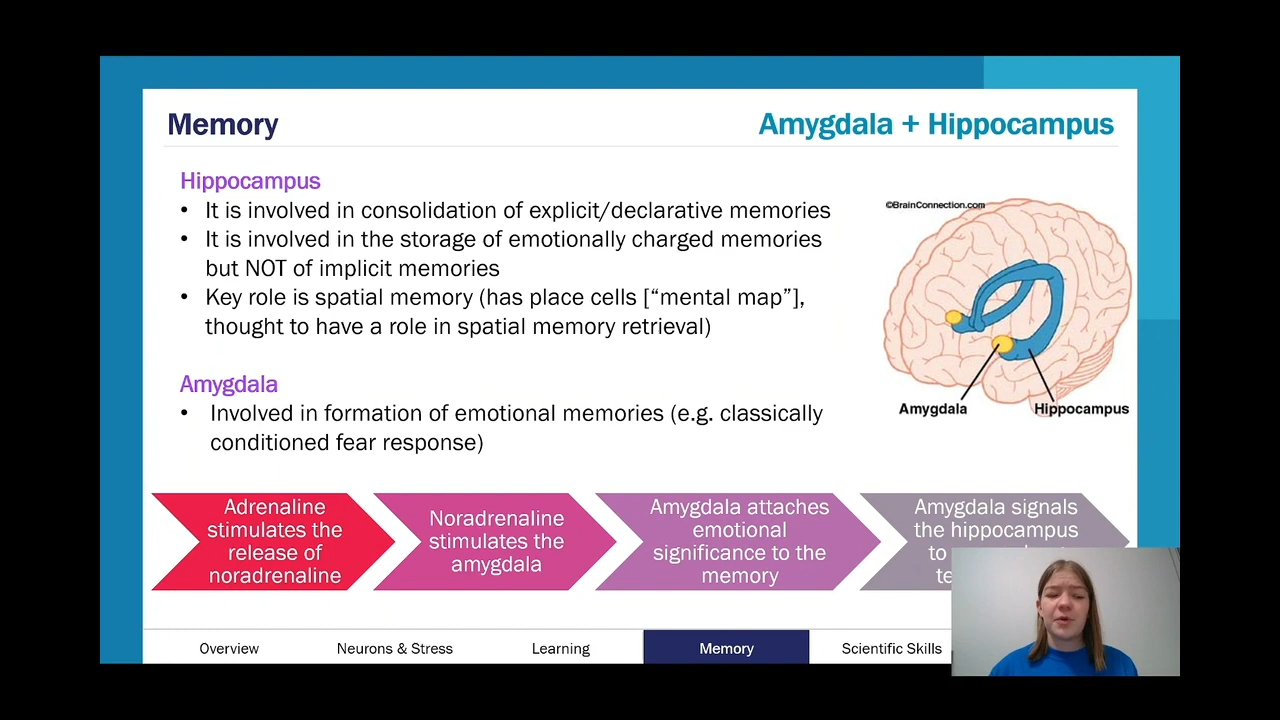 Memory
Amygdala + Hippocampus
Hippocampus
• It is involved in consolidation of explicit/declarative memories
• It is involved in the storage of emotionally charged memories
but NOT of implicit memories
• Key role is spatial memory (has place cells [“mental map”],
thought to have a role in spatial memory retrieval)
©BrainConnection.com
Amygdala
Hippocampus
Amygdala
• Involved in formation of emotional memories (e.g. classically
conditioned fear response)
Adrenaline
stimulates the
release of
noradrenaline
Noradrenaline
stimulates the
amygdala
Amygdala attaches
emotional
significance to the
memory
Amygdala signals
the hippocampus
to
Overview
Neurons & Stress
Learning
Memory
Scientific Skills